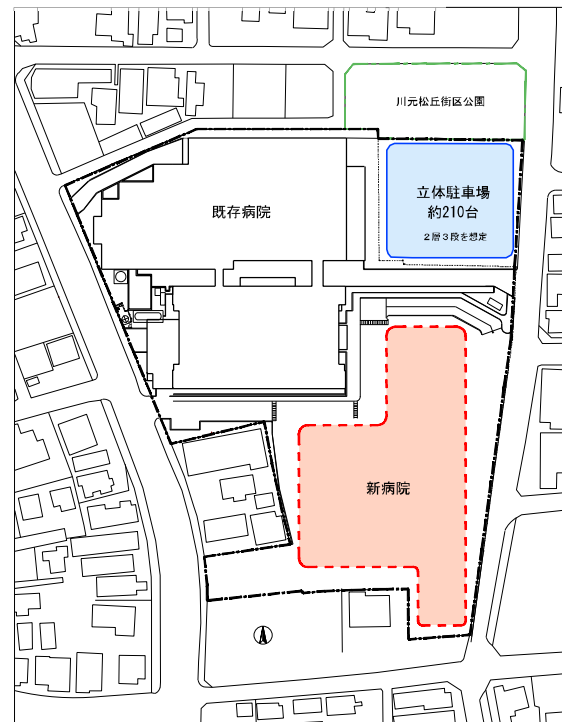 川元松丘街区公園
立体駐車場
約210台
２層３段を想定
既存病院
新病院